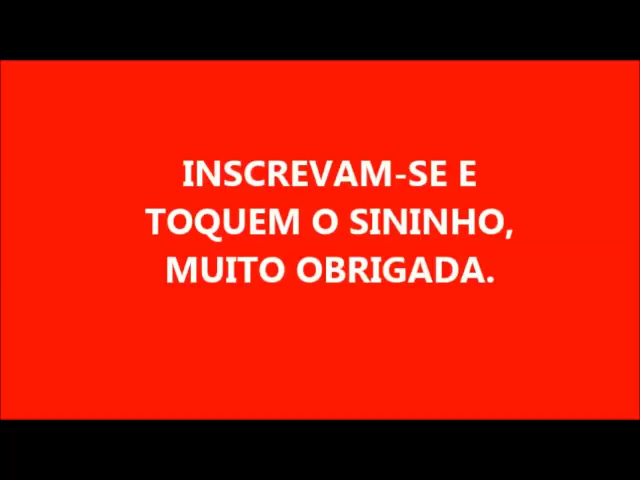 INSCREVAM-SE E
TOQUEM O SININHO,
MUITO OBRIGADA.